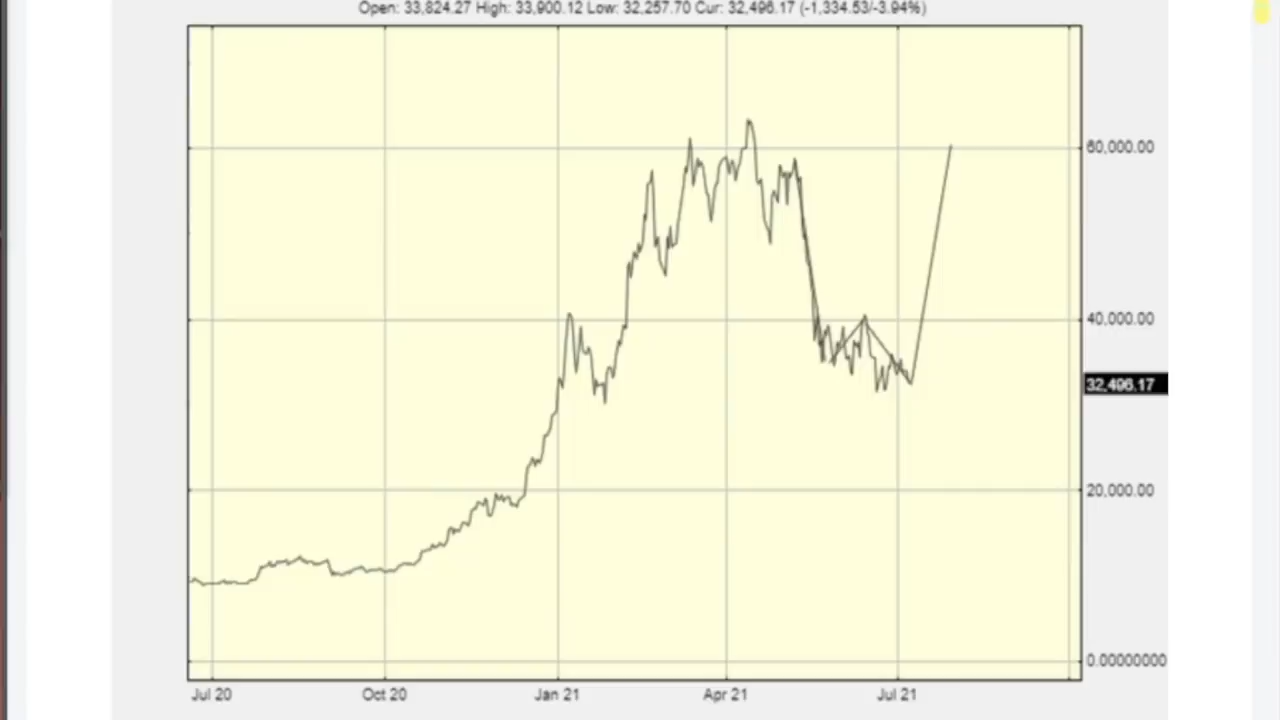 Open: 33,824.27 High: 33,900.12 Low: 32,257.70 Cur: 32,496.17 (-1,334.53/-3.94%)
60,000.00
40,000.00
32,496.17
20,000.00
0.00000000
Jul 20 Oct 20 Jan 21 Apr 21 Jul 21